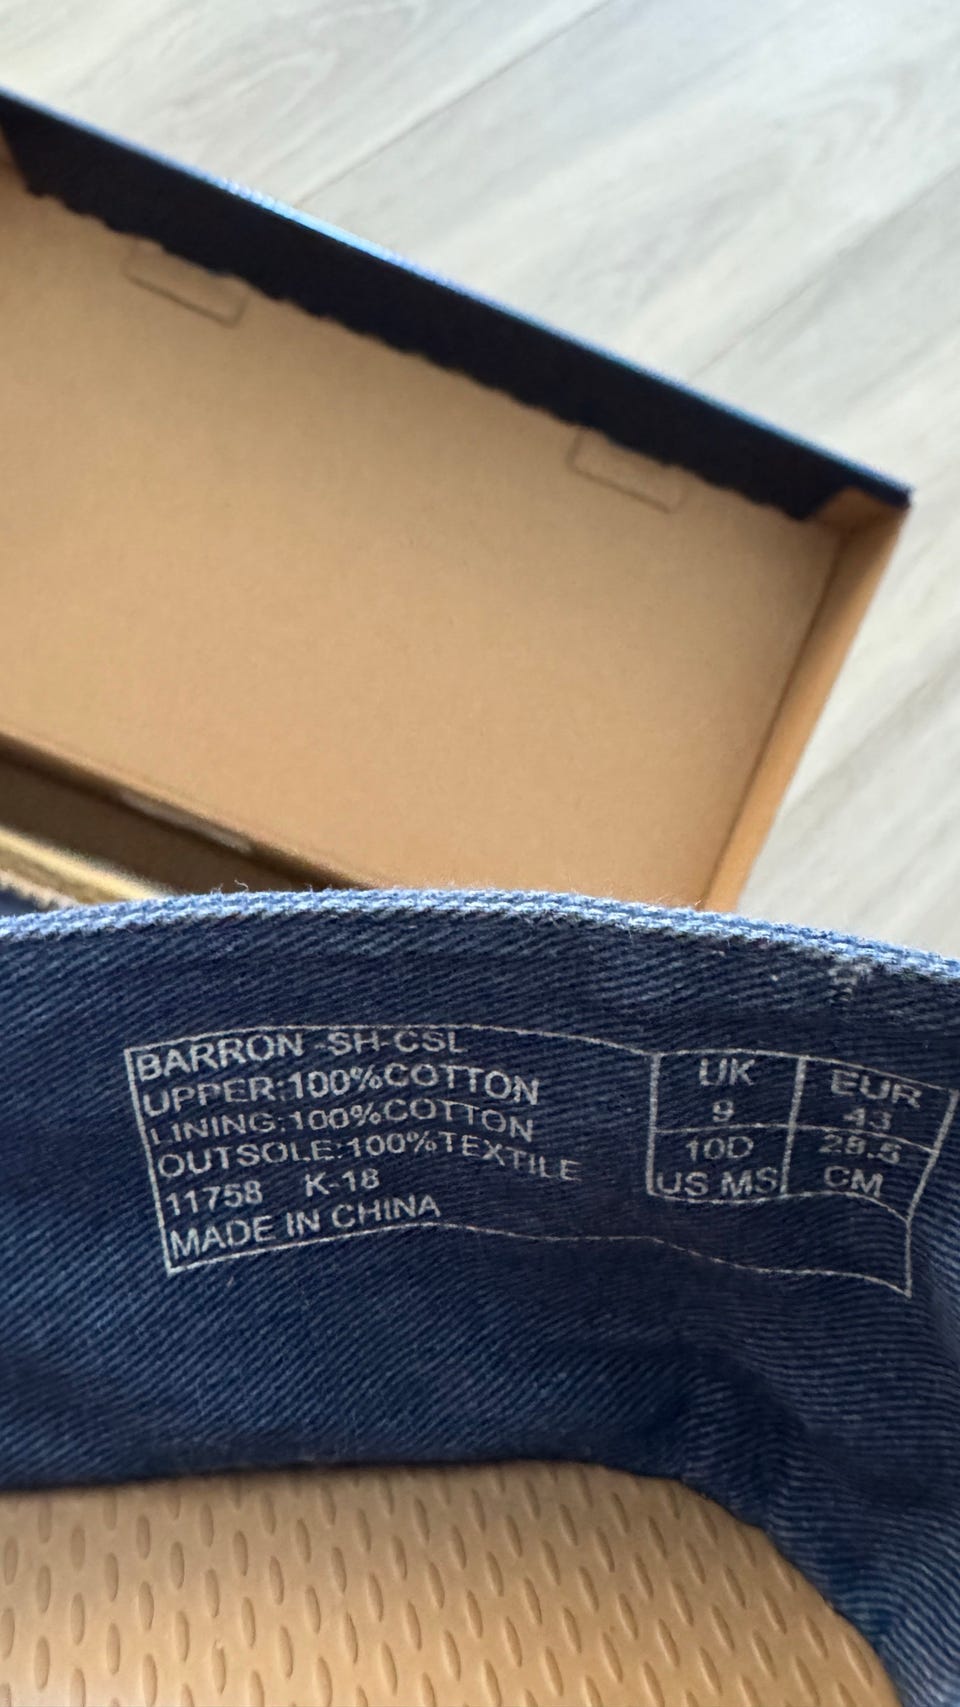 BARRON -SH-CSL
UPPER:100%COTTON
LINING:100%COTTON
OUTSOLE:100%TEXTILE
11758 K-18
MADE IN CHINA
UK EUR
9 43
10D 28.5
US MS CM